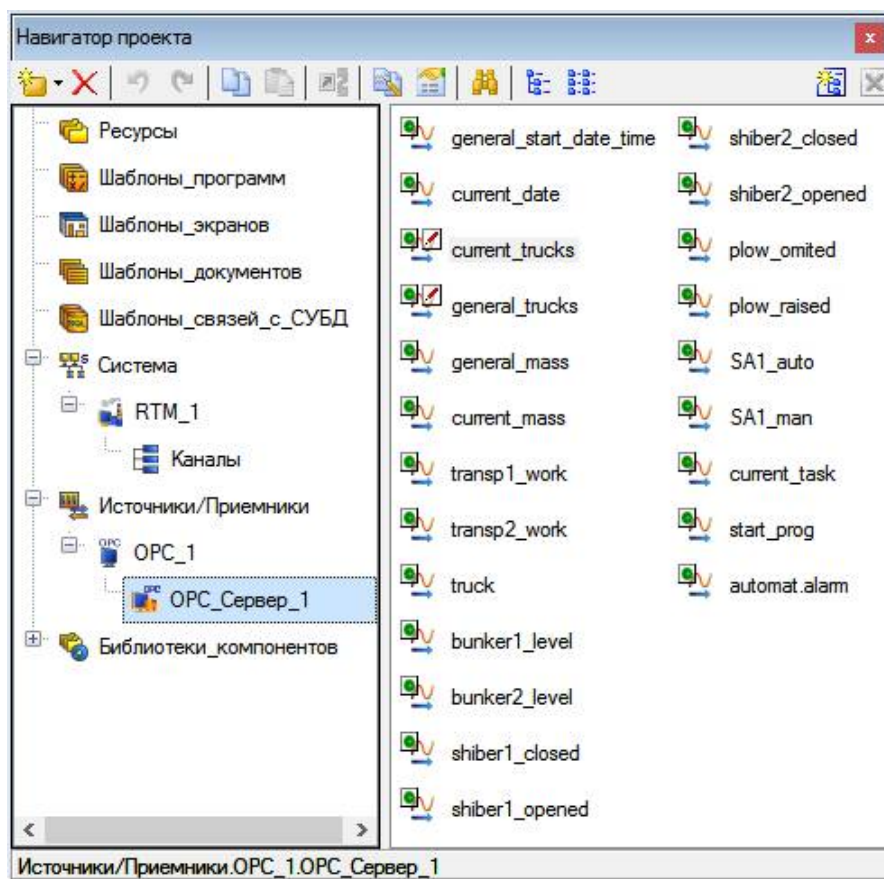 Навигатор проекта
Ресурсы
Шаблоны_программ
Шаблоны_экранов
Шаблоны_документов
Шаблоны_связей_с_СУБД
Система
RTM_1
Каналы
Источники/Приемники
OPC_1
OPC_Сервер_1
Библиотеки_компонентов
general_start_date_time
current_date
current_trucks
general_trucks
general_mass
current_mass
transp1_work
transp2_work
truck
bunker1_level
bunker2_level
shiber1_closed
shiber1_opened
shiber2_closed
shiber2_opened
plow_omited
plow_raised
SA1_auto
SA1_man
current_task
start_prog
automat.alarm
Источники/Приемники.OPC_1.OPC_Сервер_1